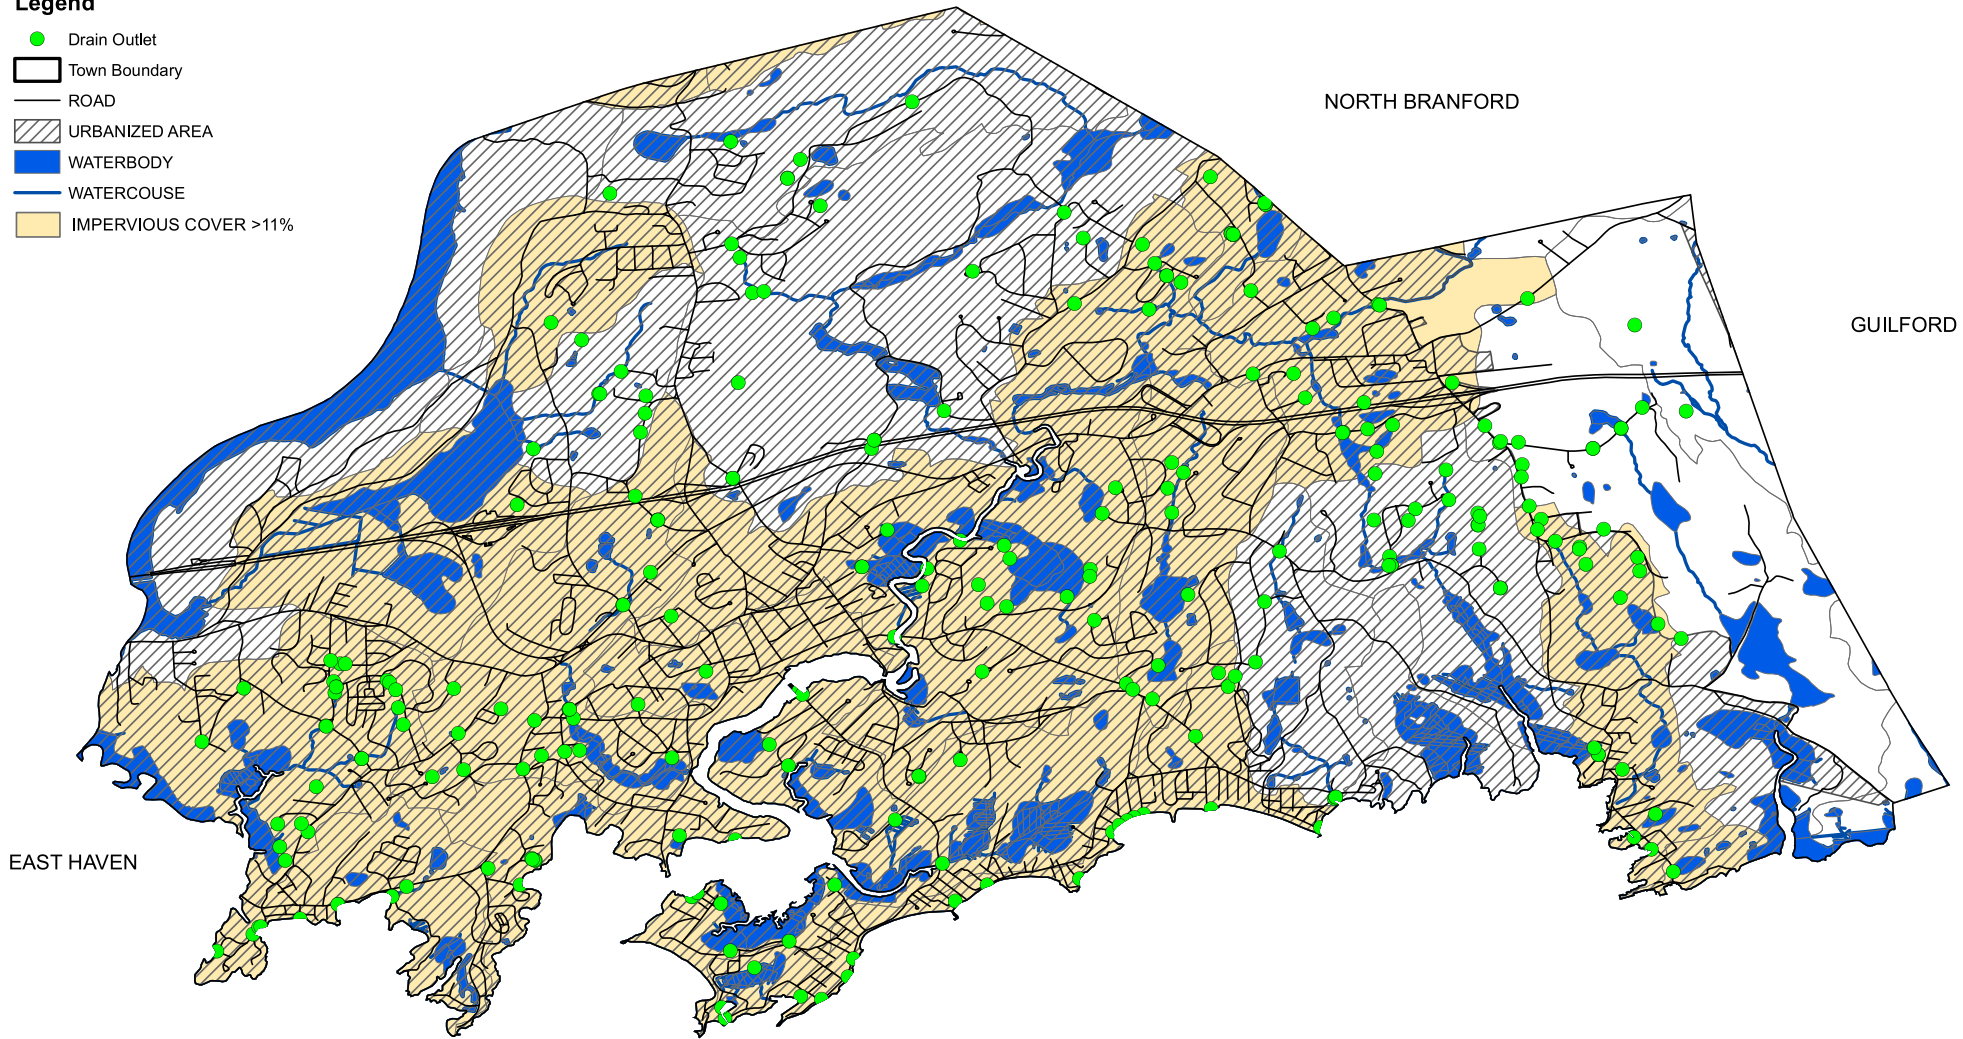 Legend
Drain Outlet
Town Boundary
ROAD
URBANIZED AREA
WATERBODY
WATERCOUSE
IMPERVIOUS COVER >11%
NORTH BRANFORD
GUILFORD
EAST HAVEN